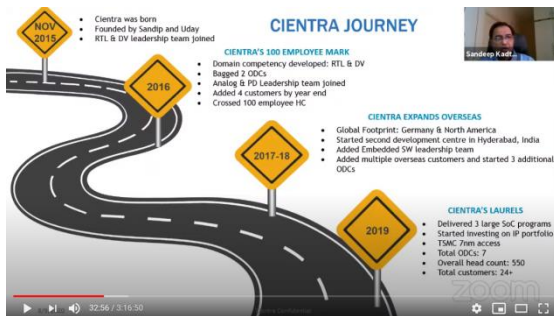 CIENTRA JOURNEY
NOV
2015
• Cientra was born
• Founded by Sandip and Uday
• RTL & DV leadership team joined
Sandeep Kadt...
2016
CIENTRA'S 100 EMPLOYEE MARK
• Domain competency developed: RTL & DV
• Bagged 2 ODCs
• Analog & PD Leadership team joined
• Added 4 customers by year end
• Crossed 100 employee HC
2017-18
CIENTRA EXPANDS OVERSEAS
• Global Footprint: Germany & North America
• Started second development centre in Hyderabad, India
• Added Embedded SW leadership team
• Added multiple overseas customers and started 3 additional
ODCs
2019
CIENTRA'S LAURELS
• Delivered 3 large SoC programs
• Started investing on IP portfolio
• TSMC 7nm access
• Total ODCs: 7
• Overall head count: 550
• Total customers: 24+
zoom
32:56 / 3:16:50